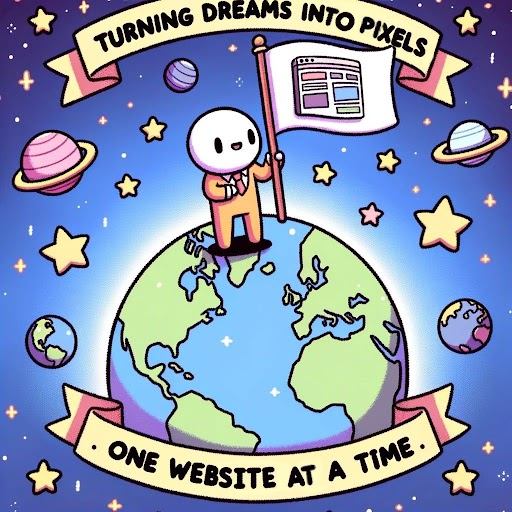 TURNING DREAMS INTO PIXELS
· ONE WEBSITE AT A TIME ·